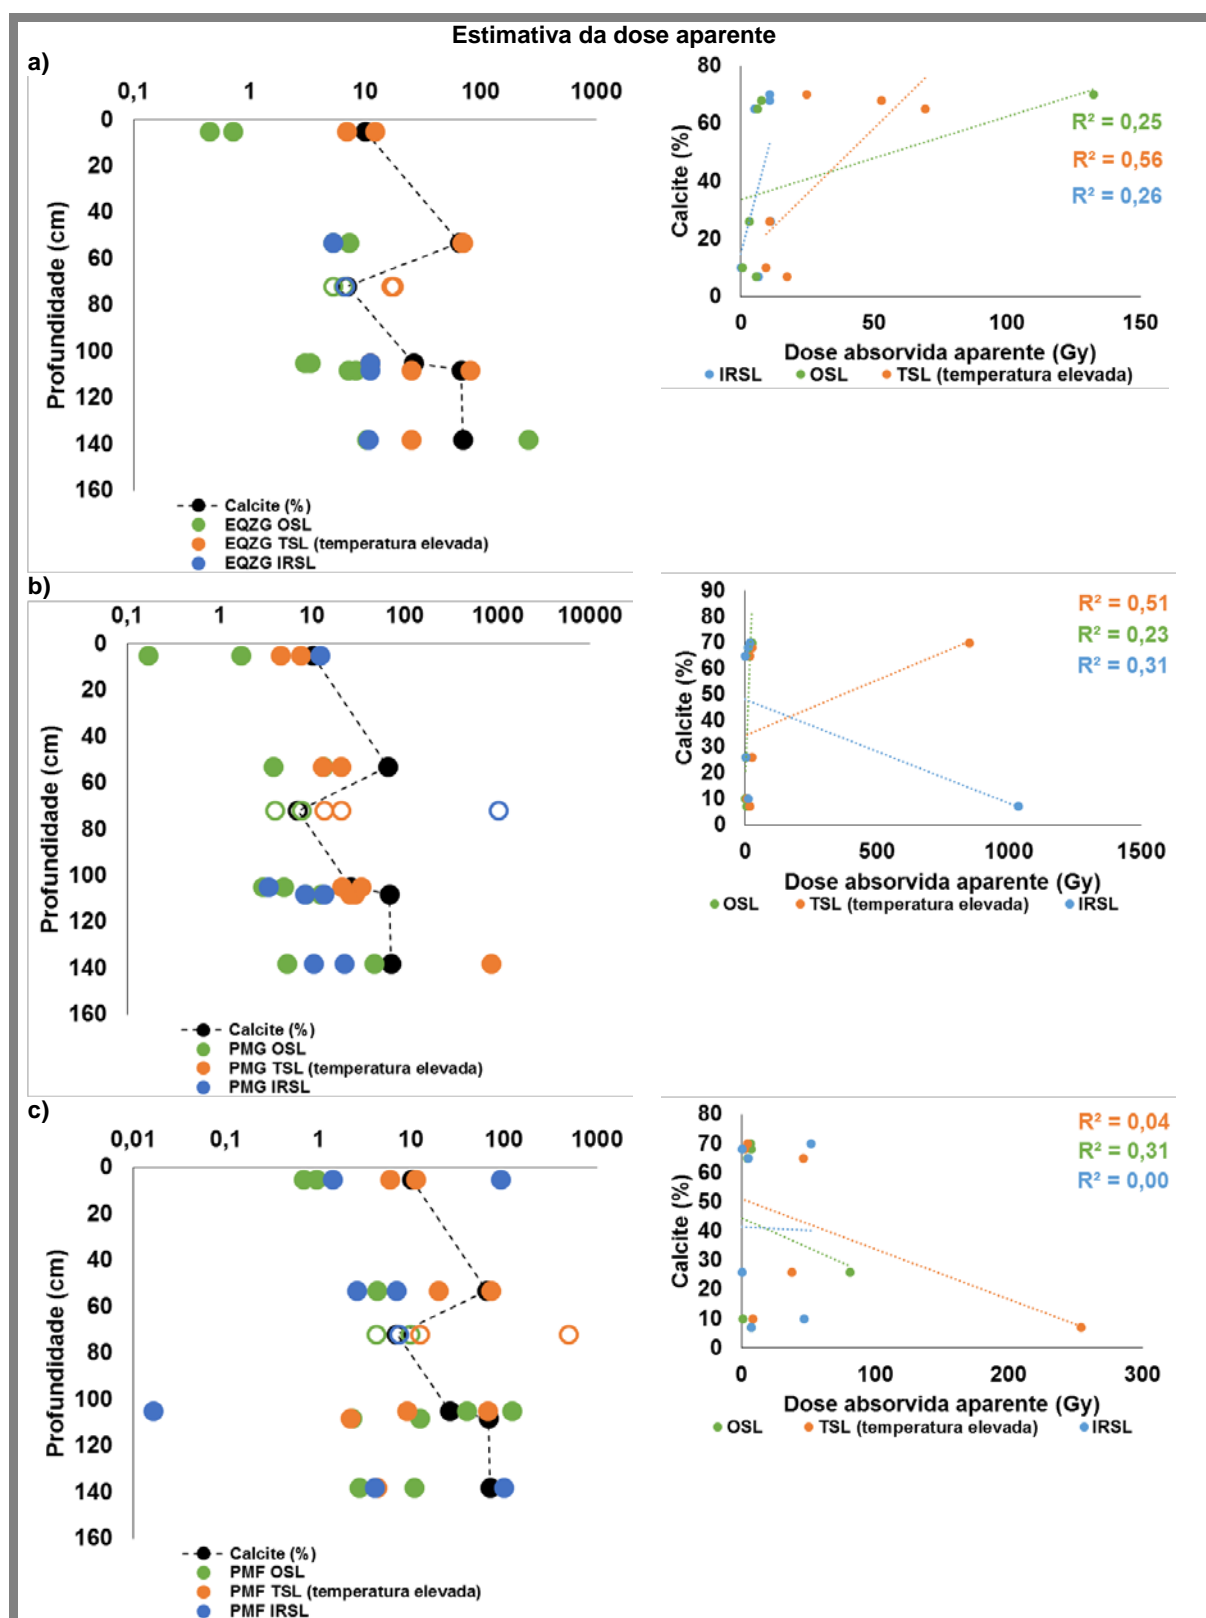 Estimativa da dose aparente
a)
0,1 1 10 100 1000
Profundidade (cm)
0
20
40
60
80
100
120
140
160
Calcite (%)
EQZG OSL
EQZG TSL (temperatura elevada)
EQZG IRSL
80
60
40
20
0
Calcite (%)
R² = 0,25
R² = 0,56
R² = 0,26
0 50 100 150
Dose absorvida aparente (Gy)
IRSL OSL TSL (temperatura elevada)
b)
0,1 1 10 100 1000 10000
Profundidade (cm)
0
20
40
60
80
100
120
140
160
Calcite (%)
PMG OSL
PMG TSL (temperatura elevada)
PMG IRSL
90
80
70
60
50
40
30
20
10
0
Calcite (%)
R² = 0,51
R² = 0,23
R² = 0,31
0 500 1000 1500
Dose absorvida aparente (Gy)
OSL TSL (temperatura elevada) IRSL
c)
0,01 0,1 1 10 100 1000
Profundidade (cm)
0
20
40
60
80
100
120
140
160
Calcite (%)
PMF OSL
PMF TSL (temperatura elevada)
PMF IRSL
80
70
60
50
40
30
20
10
0
Calcite (%)
R² = 0,04
R² = 0,31
R² = 0,00
0 100 200 300
Dose absorvida aparente (Gy)
OSL TSL (temperatura elevada) IRSL